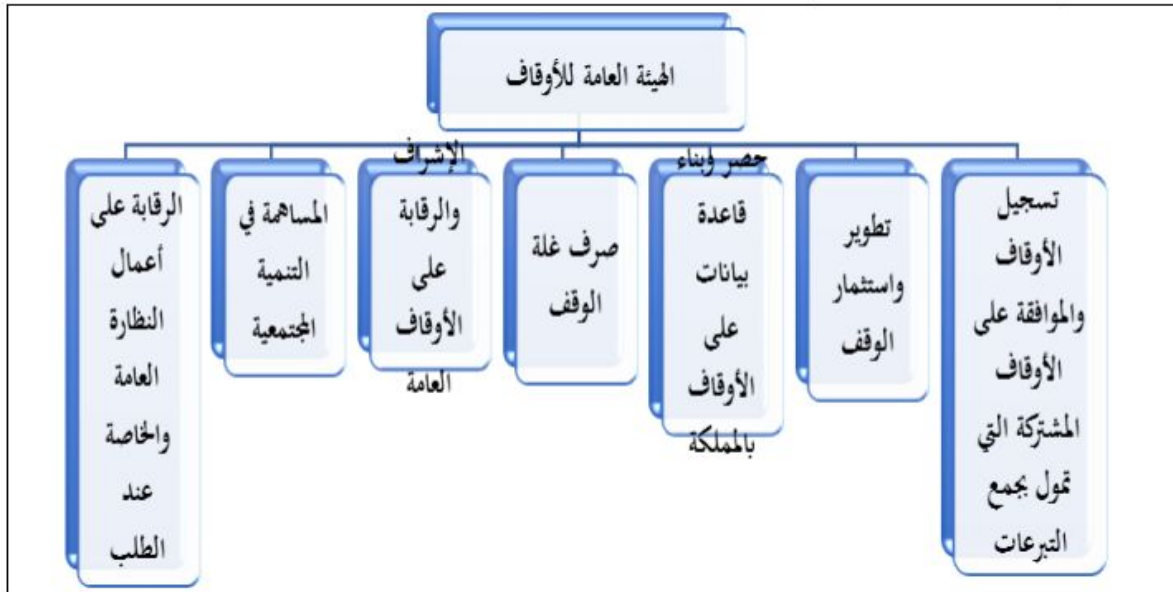 الهيئة العامة للأوقاف
تسجيل
الأوقاف
والموافقة على
الأوقاف
المشتركة التي
تمول بجمع
التبرعات
تطوير
واستثمار
الوقف
حصر وبناء
قاعدة
بيانات
على
الأوقاف
بالمملكة
صرف غلة
الوقف
الإشراف
والرقابة
على
الأوقاف
العامة
المساهمة في
التنمية
المجتمعية
الرقابة على
أعمال
النظارة
العامة
والخاصة
عند
الطلب